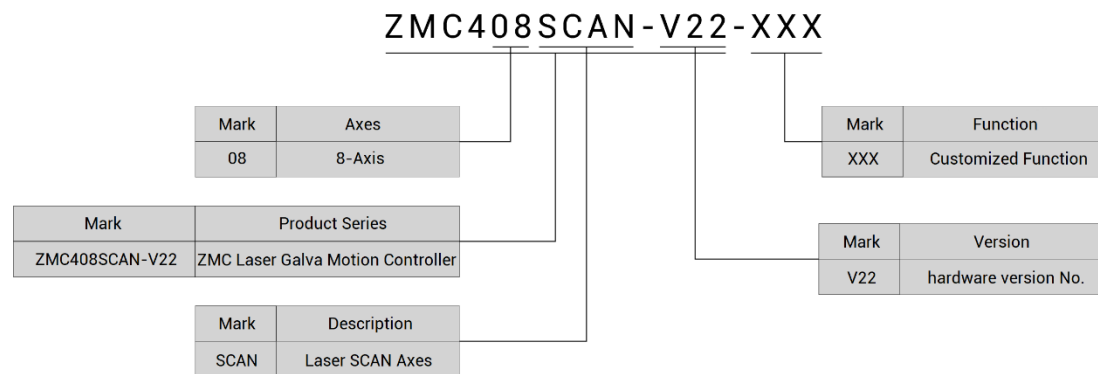 ZMC408SCAN-V22-XXX
Mark Axes
08 8-Axis
Mark Function
XXX Customized Function
Mark Product Series
ZMC408SCAN-V22 ZMC Laser Galva Motion Controller
Mark Version
V22 hardware version No.
Mark Description
SCAN Laser SCAN Axes